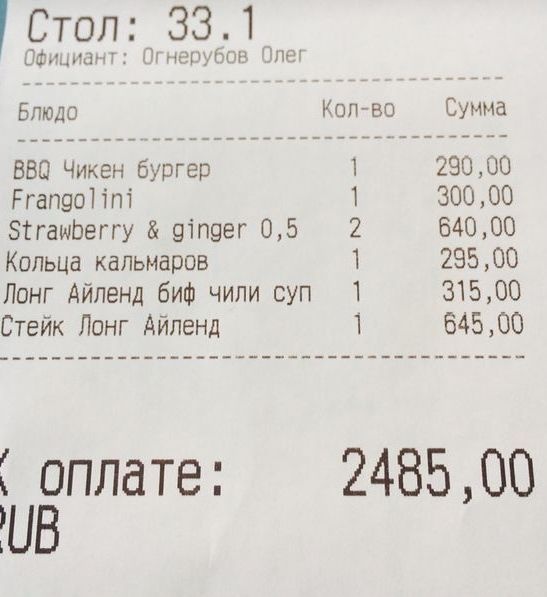 Стол: 33.1
Официант: Огнерубов Олег
Блюдо Кол-во Сумма
BBQ Чикен бургер 1 290,00
Frangolini 1 300,00
Strawberry & ginger 0,5 2 640,00
Кольца кальмаров 1 295,00
Лонг Айленд биф чили суп 1 315,00
Стейк Лонг Айленд 1 645,00
К оплате: 2485,00
RUB